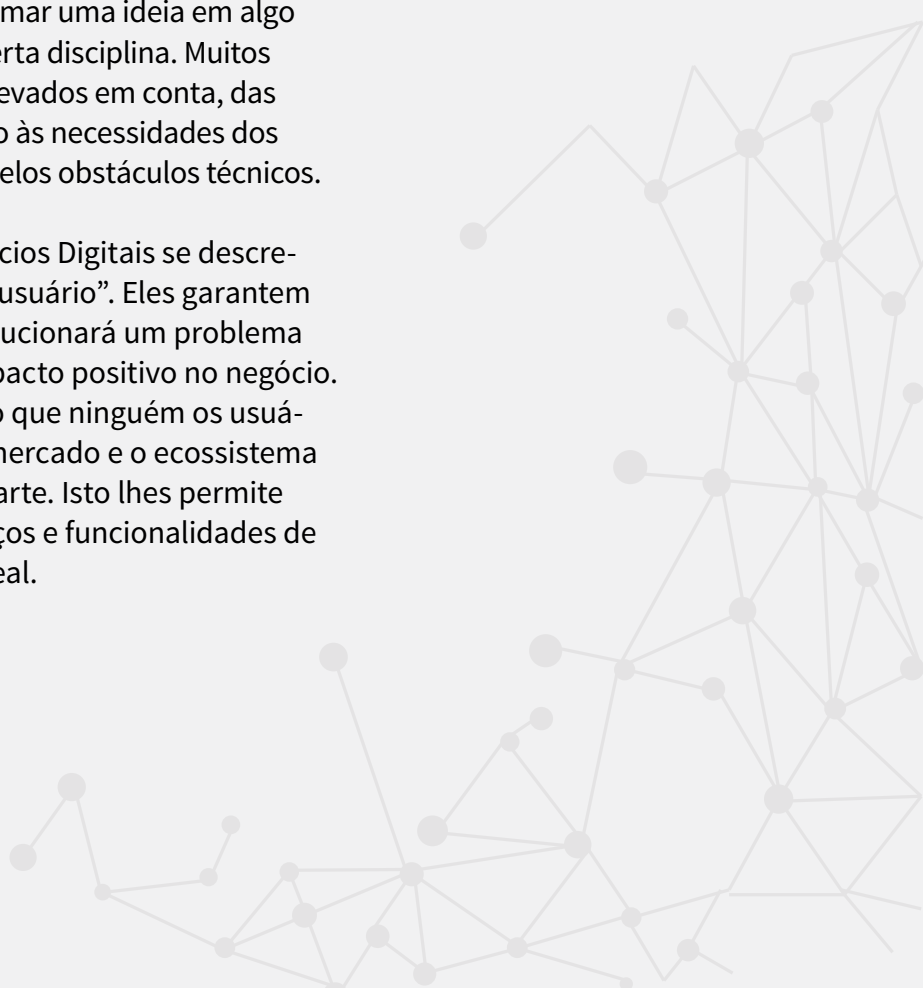 mar uma ideia em algo
rta disciplina. Muitos
evados em conta, das
o às necessidades dos
elos obstáculos técnicos.
cios Digitais se descre-
usuário”. Eles garantem
ucionará um problema
pacto positivo no negócio.
o que ninguém os usuá-
mercado e o ecossistema
arte. Isto lhes permite
ços e funcionalidades de
eal.